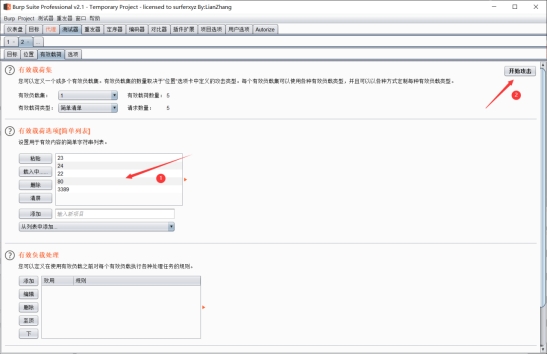 Burp Suite Professional v2.1 - Temporary Project - licensed to surferxyz By:LianZhang
Burp Project 测试器 重发器 窗口 帮助
仪表盘 目标 代理 测试器 重发器 定序器 编码器 对比器 插件扩展 项目选项 用户选项 Autorize
1 2 ...
目标 位置 有效载荷 选项
有效载荷集
开始攻击
您可以定义一个或多个有效负载集。有效负载集的数量取决于“位置”选项卡中定义的攻击类型。每个有效负载集可以使用各种有效负载类型，并且可以以各种方式定制每种有效负载类型。
有效负载集: 1 有效载荷数量: 5
有效载荷类型: 简单清单 请求数量: 5
2
有效载荷选项[简单列表]
设置用于有效内容的简单字符串列表。
粘贴 23
载入中...... 24
22
删除 80
3389
清屏
1
添加 输入新项目
从列表中添加...
有效负载处理
您可以定义在使用有效负载之前对每个有效负载执行各种处理任务的规则。
添加 规则
编辑
删除
下